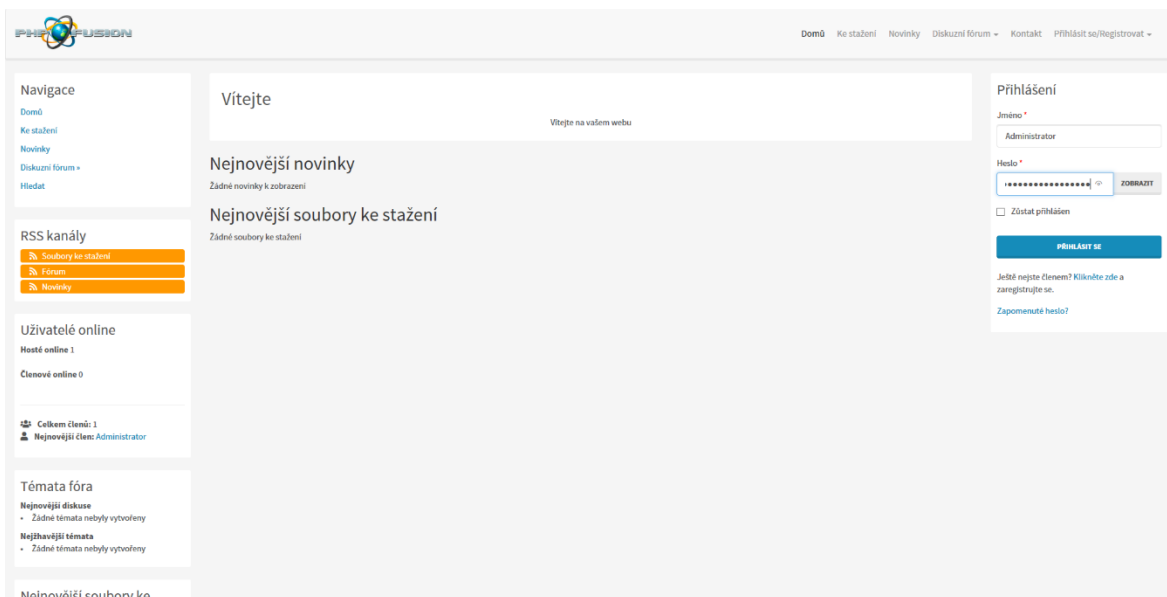 PHP FUSION
Domů Ke stažení Novinky Diskuzní fórum Kontakt Přihlásit se/Registrovat
Navigace
Domů
Ke stažení
Novinky
Diskuzní fórum »
Hledat
RSS kanály
Soubory ke stažení
Fórum
Novinky
Uživatelé online
Hosté online 1
Členové online 0
Celkem členů: 1
Nejnovější člen: Administrator
Témata fóra
Nejnovější diskuse
• Žádné témata nebyly vytvořeny
Nejžhavější témata
• Žádné témata nebyly vytvořeny
Nejnovější soubory ke
Vítejte
Vítejte na vašem webu
Nejnovější novinky
Žádné novinky k zobrazení
Nejnovější soubory ke stažení
Žádné soubory ke stažení
Přihlášení
Jméno *
Administrator
Heslo *
ZOBRAZIT
Zůstat přihlášen
PŘIHLÁSIT SE
Ještě nejste členem? Klikněte zde a
zaregistrujte se.
Zapomenuté heslo?